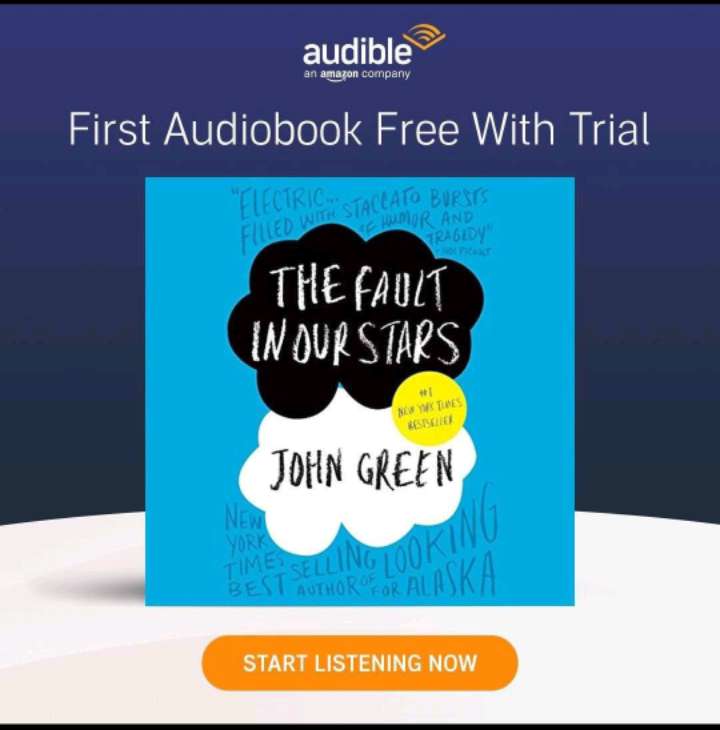 audible
an amazon company
First Audiobook Free With Trial
"ELECTRIC...
STACCATO BURSTS
FILLED WITH
OF HUMOR AND
TRAGEDY"
- JODI PICOULT
THE FAULT
IN OUR STARS
#1
NEW YORK TIMES
BESTSELLER
JOHN GREEN
NEW
YORK
TIMES
BEST SELLING
AUTHOR OF
LOOKING
FOR ALASKA
START LISTENING NOW